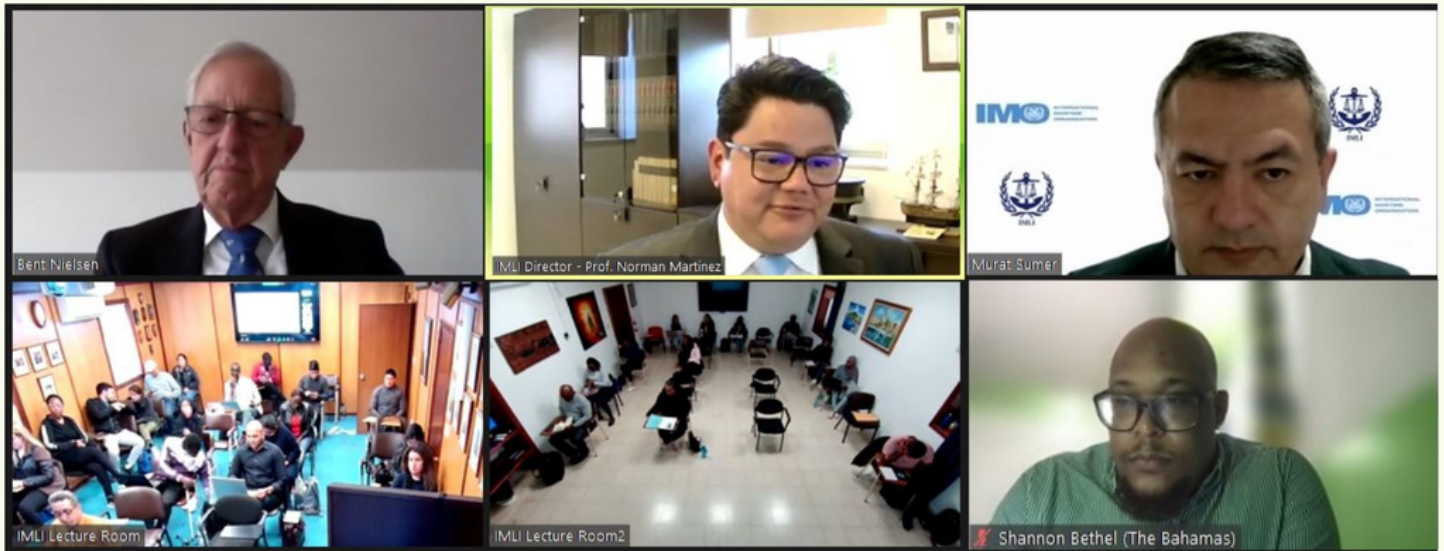 Bent Nielsen
IMLI Director - Prof. Norman Martinez
IMO INTERNATIONAL
MARITIME
ORGANIZATION
IMLI
IMLI
MO INTERNATIONAL
MARITIME
ORGANIZATION
Murat Sumer
IMLI Lecture Room
IMLI Lecture Room2
Shannon Bethel (The Bahamas)